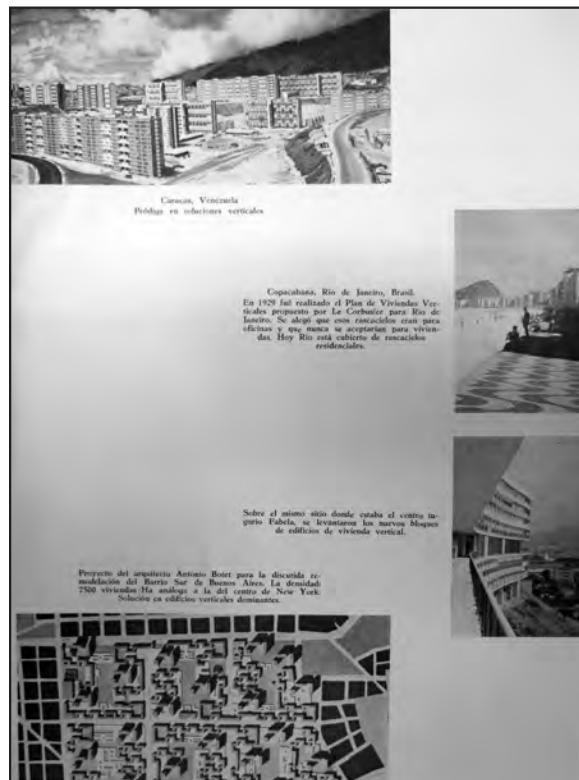 Caracas, Venezuela
Pródiga en soluciones verticales
Copacabana, Río de Janeiro, Brasil.
En 1929 fué realizado el Plan de Viviendas Ver-
ticales propuesto por Le Corbusier para Río de
Janeiro. Se alegó que esos rascacielos eran para
oficinas y que nunca se aceptarían para vivien-
das. Hoy Río está cubierto de rascacielos
residenciales.
Sobre el mismo sitio donde estaba el centro tu-
gurio Fabela, se levantaron los nuevos bloques
de edificios de vivienda vertical.
Proyecto del arquitecto Antonio Botet para la discutida re-
modelación del Barrio Sur de Buenos Aires. La densidad:
7500 viviendas/Ha análoga a la del centro de New York.
Solución en edificios verticales dominantes.